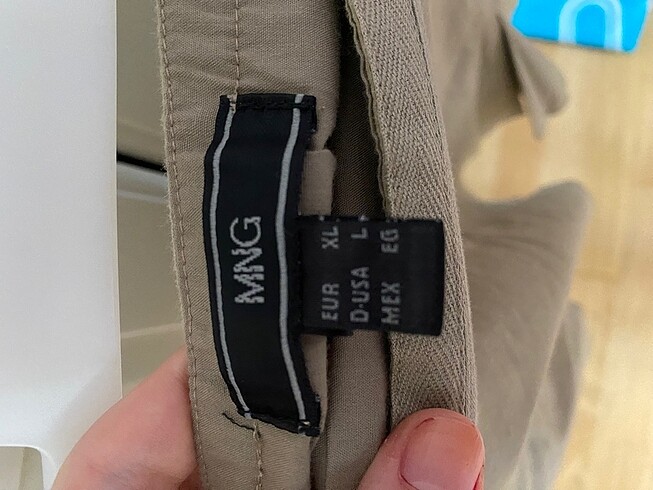 MNG
EUR XL
D-USA L
MEX EG